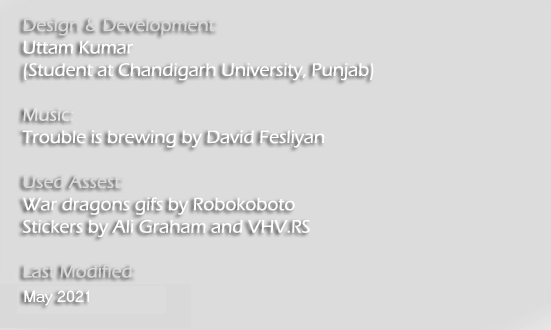 Design & Development:
Uttam Kumar
(Student at Chandigarh University, Punjab)
Music:
Trouble is brewing by David Fesliyan
Used Assest:
War dragons gifs by Robokoboto
Stickers by Ali Graham and VHV.RS
Last Modified:
May 2021